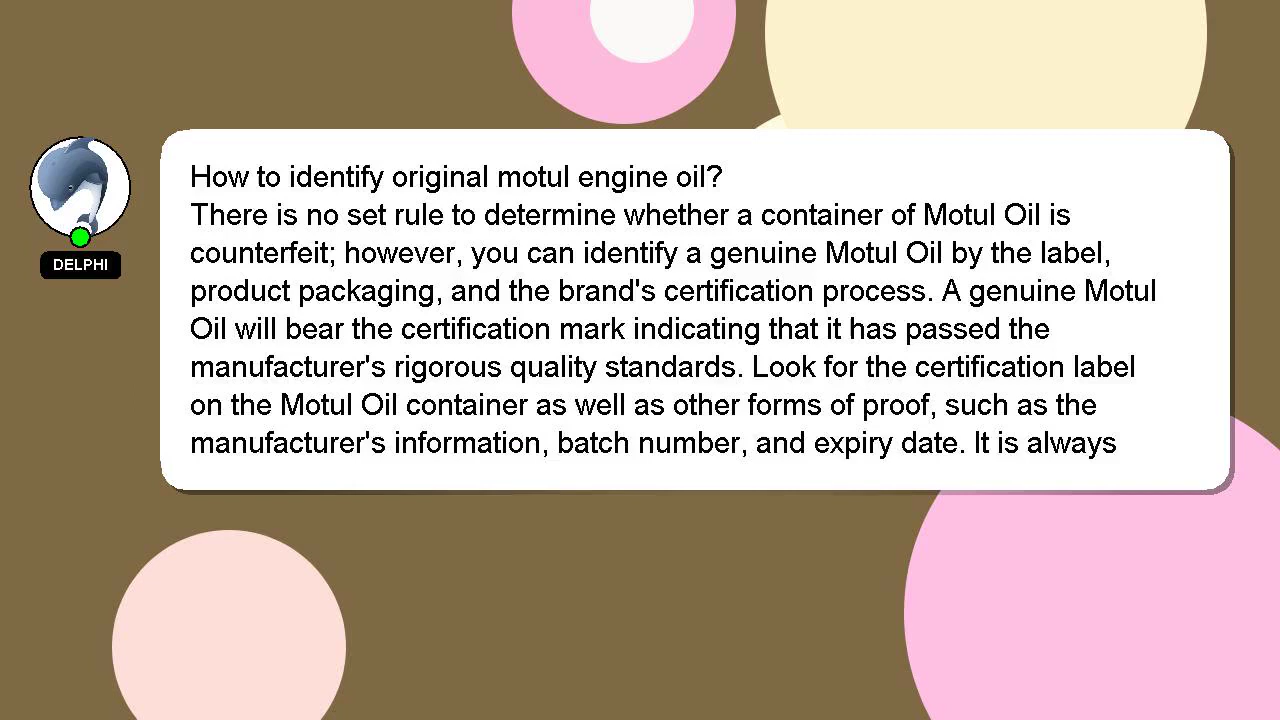 How to identify original motul engine oil?
There is no set rule to determine whether a container of Motul Oil is
counterfeit; however, you can identify a genuine Motul Oil by the label,
product packaging, and the brand's certification process. A genuine Motul
Oil will bear the certification mark indicating that it has passed the
manufacturer's rigorous quality standards. Look for the certification label
on the Motul Oil container as well as other forms of proof, such as the
manufacturer's information, batch number, and expiry date. It is always
DELPHI